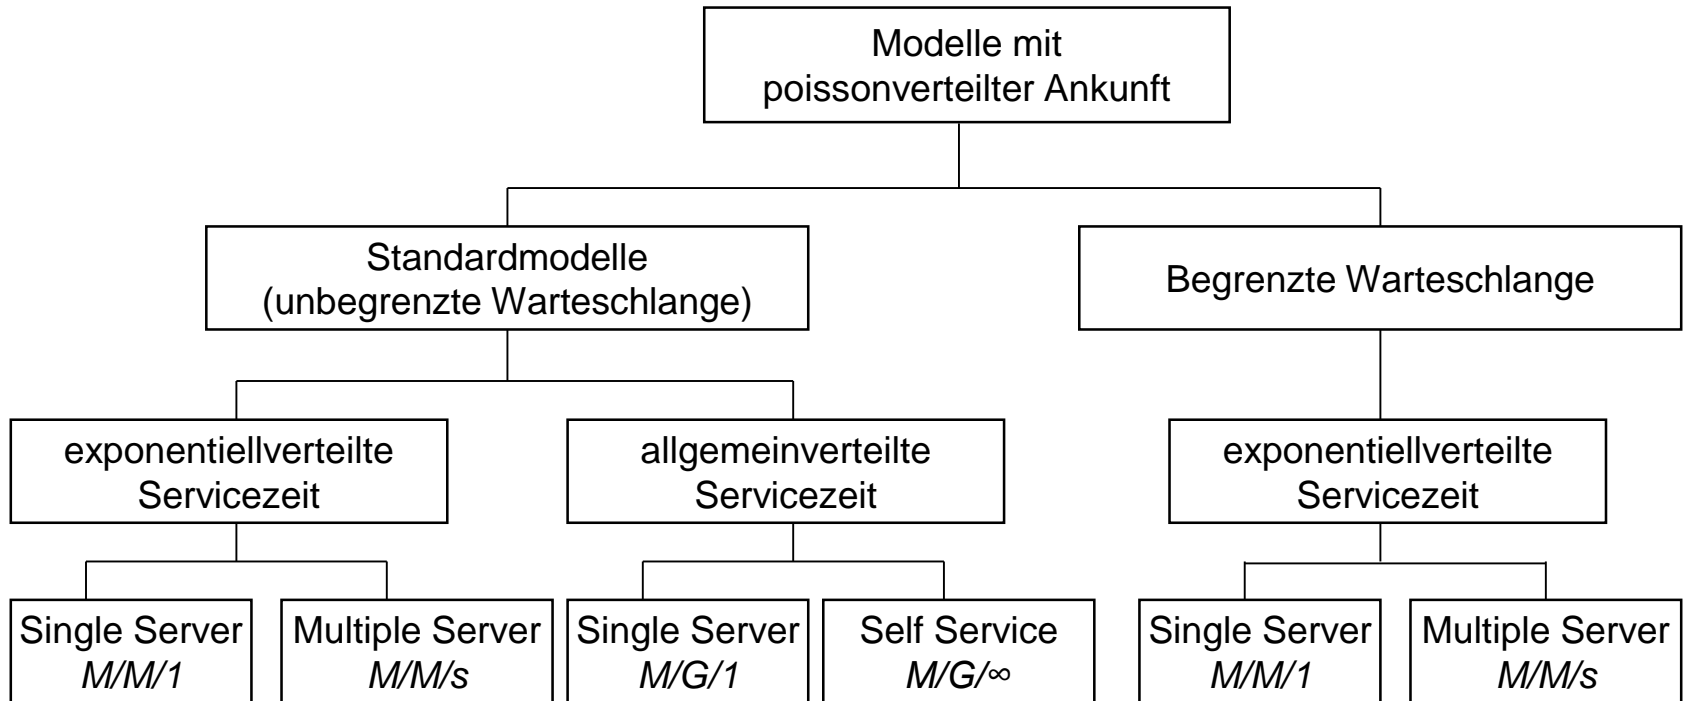 Modelle mit
poissonverteilter Ankunft
Standardmodelle
(unbegrenzte Warteschlange)
Begrenzte Warteschlange
exponentiellverteilte
Servicezeit
allgemeinverteilte
Servicezeit
exponentiellverteilte
Servicezeit
Single Server
M/M/1
Multiple Server
M/M/s
Single Server
M/G/1
Self Service
M/G/∞
Single Server
M/M/1
Multiple Server
M/M/s